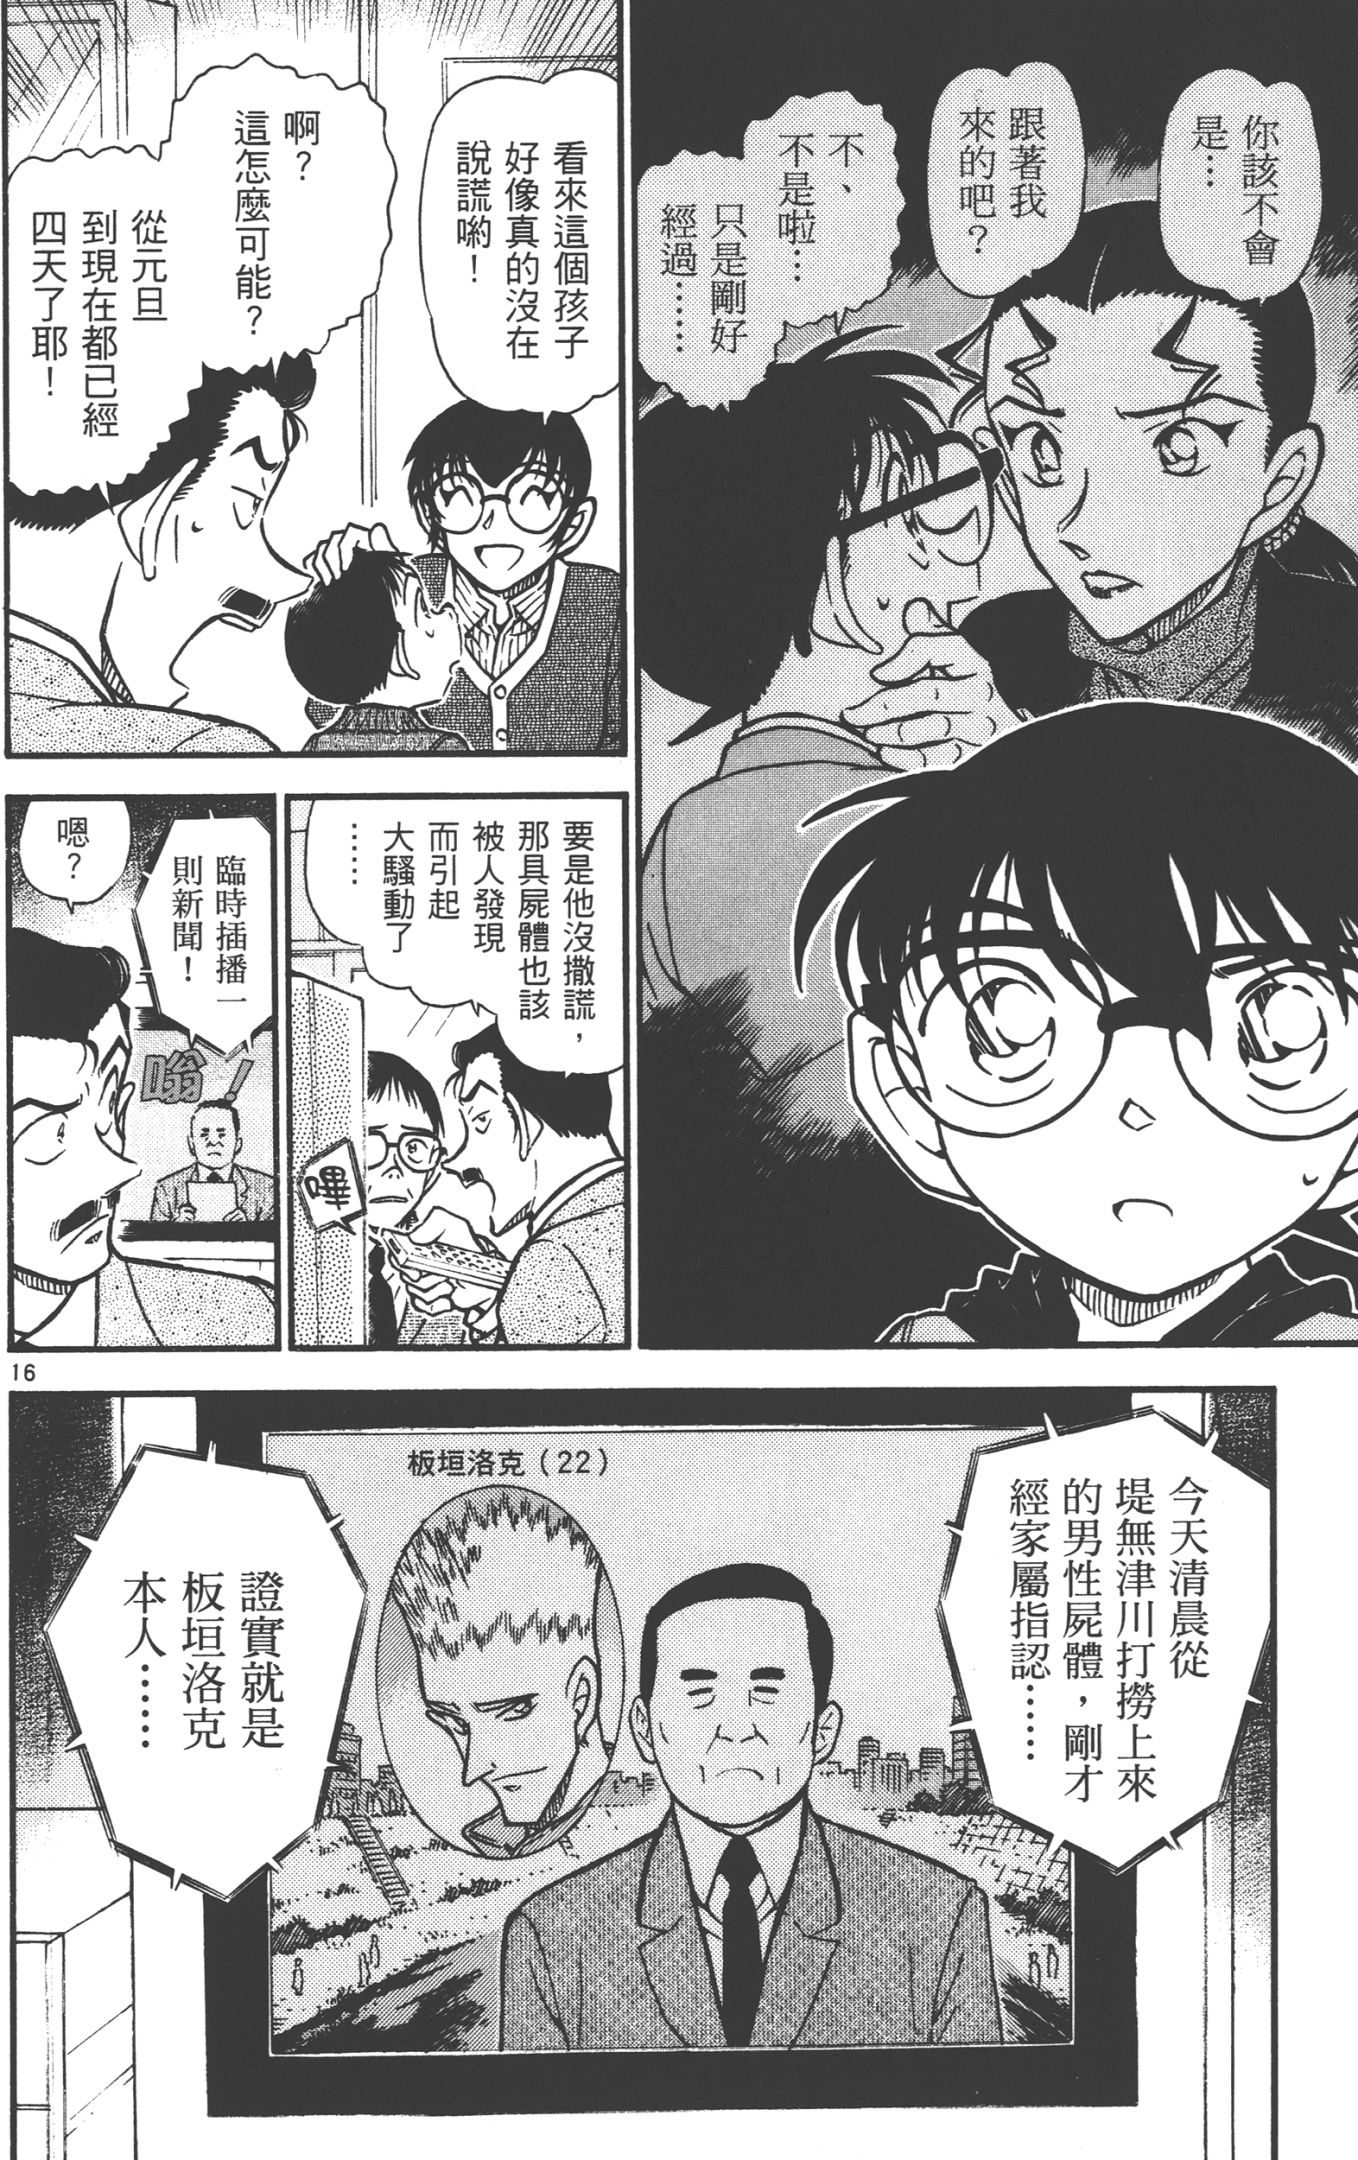 你該不會
是…
跟著我
來的吧？
不、
不是啦…
只是剛好
經過……
看來這個孩子
好像真的沒在
說謊喲！
啊？
這怎麼可能？
從元旦
到現在都已經
四天了耶！
要是他沒撒謊，
那具屍體也該
被人發現
而引起
大騷動了
……
嗶
臨時插播一
則新聞！
嗡！
嗯？
16
今天清晨從
堤無津川打撈上來
的男性屍體，剛才
經家屬指認……
板垣洛克（22）
證實就是
板垣洛克
本人……